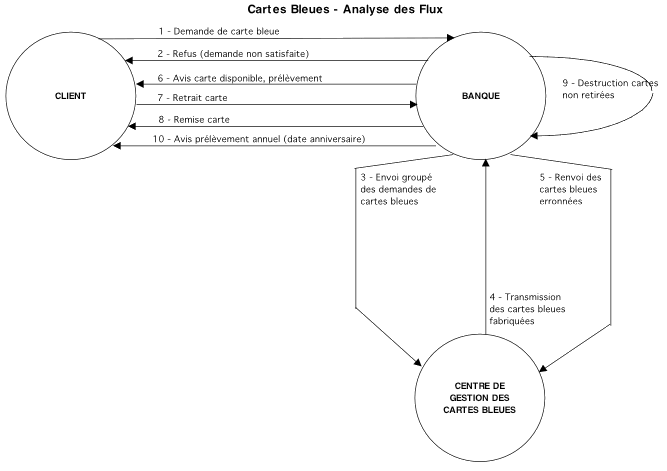 Cartes Bleues - Analyse des Flux
1 - Demande de carte bleue
2 - Refus (demande non satisfaite)
6 - Avis carte disponible, prélèvement
7 - Retrait carte
8 - Remise carte
10 - Avis prélèvement annuel (date anniversaire)
CLIENT
BANQUE
9 - Destruction cartes
non retirées
3 - Envoi groupé
des demandes de
cartes bleues
5 - Renvoi des
cartes bleues
erronnées
4 - Transmission
des cartes bleues
fabriquées
CENTRE DE
GESTION DES
CARTES BLEUES